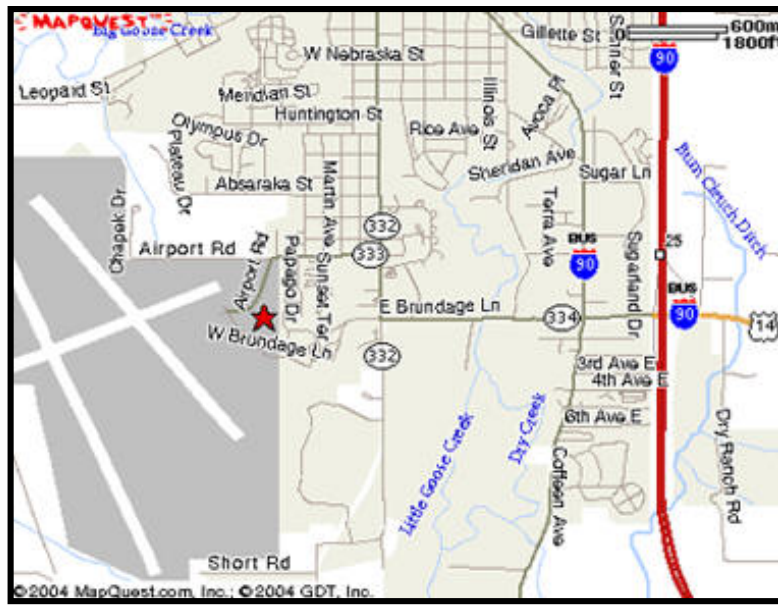 MAPQUEST
Big Goose Creek
600m
0
1800ft
Gillette St
Sumner St
90
W Nebraska St
Leopard St
Meridian St
Huntington St
Illinois St
Avoca Pl
Rice Ave
Olympus Dr
Plateau Dr
Sheridan Ave
Sugar Ln
Absaraka St
Martin Ave
Terra Ave
Chapek Dr
332
Airport Rd
333
BUS
90
25
Sugarland Dr
Airport Rd
Papago Dr
Sunset Ter
E Brundage Ln
334
BUS
90
14
W Brundage Ln
332
3rd Ave E
4th Ave E
6th Ave E
Little Goose Creek
Dry Creek
Coffeen Ave
Dry Ranch Rd
Short Rd
©2004 MapQuest.com, Inc.; ©2004 GDT, Inc.